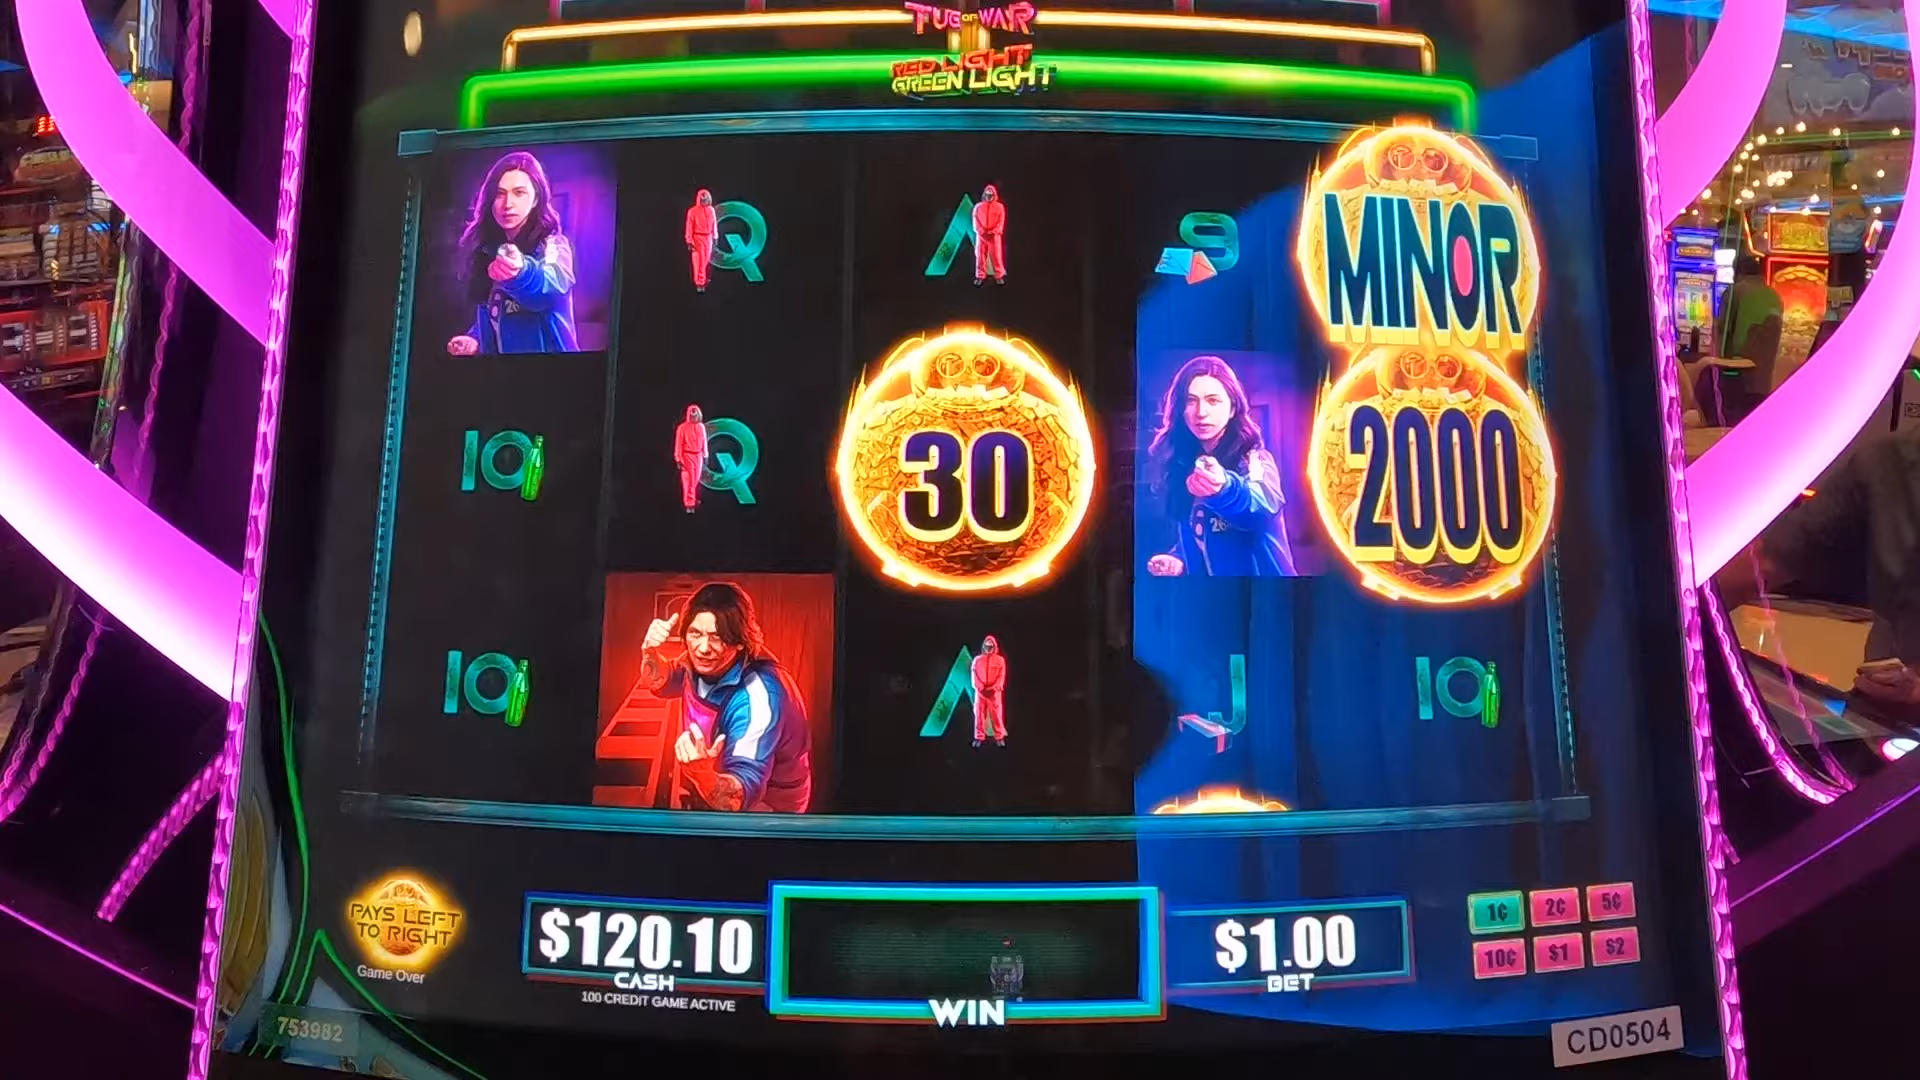 TUG OF WAR
RED LIGHT
GREEN LIGHT
Q
A
9
MINOR
10
Q
30
2000
10
A
J
10
PAYS LEFT
TO RIGHT
Game Over
$120.10
CASH
100 CREDIT GAME ACTIVE
WIN
$1.00
BET
1¢ 2¢ 5¢
10¢ $1 $2
753982
CD0504